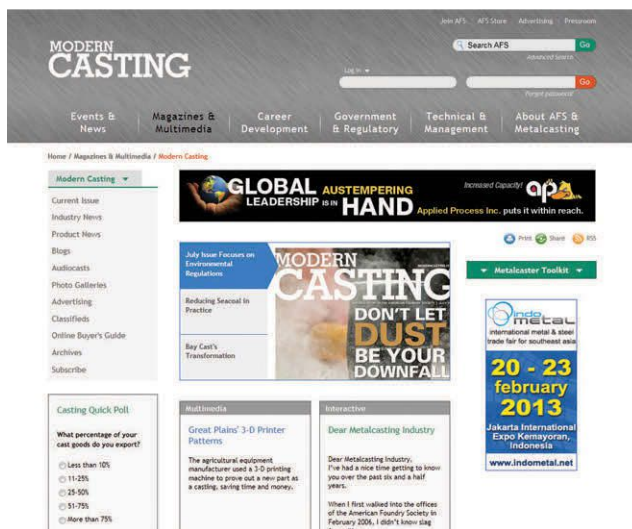 Join AFS AFS Store Advertising Pressroom
MODERN
CASTING
Search AFS Go
Advanced Search
Log in
Go
Forgot password?
Events & News
Magazines & Multimedia
Career Development
Government & Regulatory
Technical & Management
About AFS & Metalcasting
Home / Magazines & Multimedia / Modern Casting
Modern Casting
Current Issue
Industry News
Product News
Blogs
Audiocasts
Photo Galleries
Advertising
Classifieds
Online Buyer's Guide
Archives
Subscribe
GLOBAL AUSTEMPERING
LEADERSHIP IS IN HAND
Increased Capacity!
ap
Applied Process Inc. puts it within reach.
Print Share RSS
July Issue Focuses on
Environmental
Regulations
Reducing Seacoal in
Practice
Bay Cast's
Transformation
MODERN
CASTING
DON'T LET
DUST
BE YOUR
DOWNFALL
Metalcaster Toolkit
indo
metal
international metal & steel
trade fair for southeast asia
20 - 23
february
2013
Jakarta International
Expo Kemayoran,
Indonesia
www.indometal.net
Casting Quick Poll
What percentage of your
cast goods do you export?
Less than 10%
11-25%
25-50%
51-75%
More than 75%
Multimedia
Great Plains' 3-D Printer
Patterns
The agricultural equipment
manufacturer used a 3-D printing
machine to prove out a new part as
a casting, saving time and money.
Interactive
Dear Metalcasting Industry
Dear Metalcasting Industry,
I've had a nice time getting to know
you over the past six and a half
years.
When I first walked into the offices
of the American Foundry Society in
February 2006, I didn't know slag